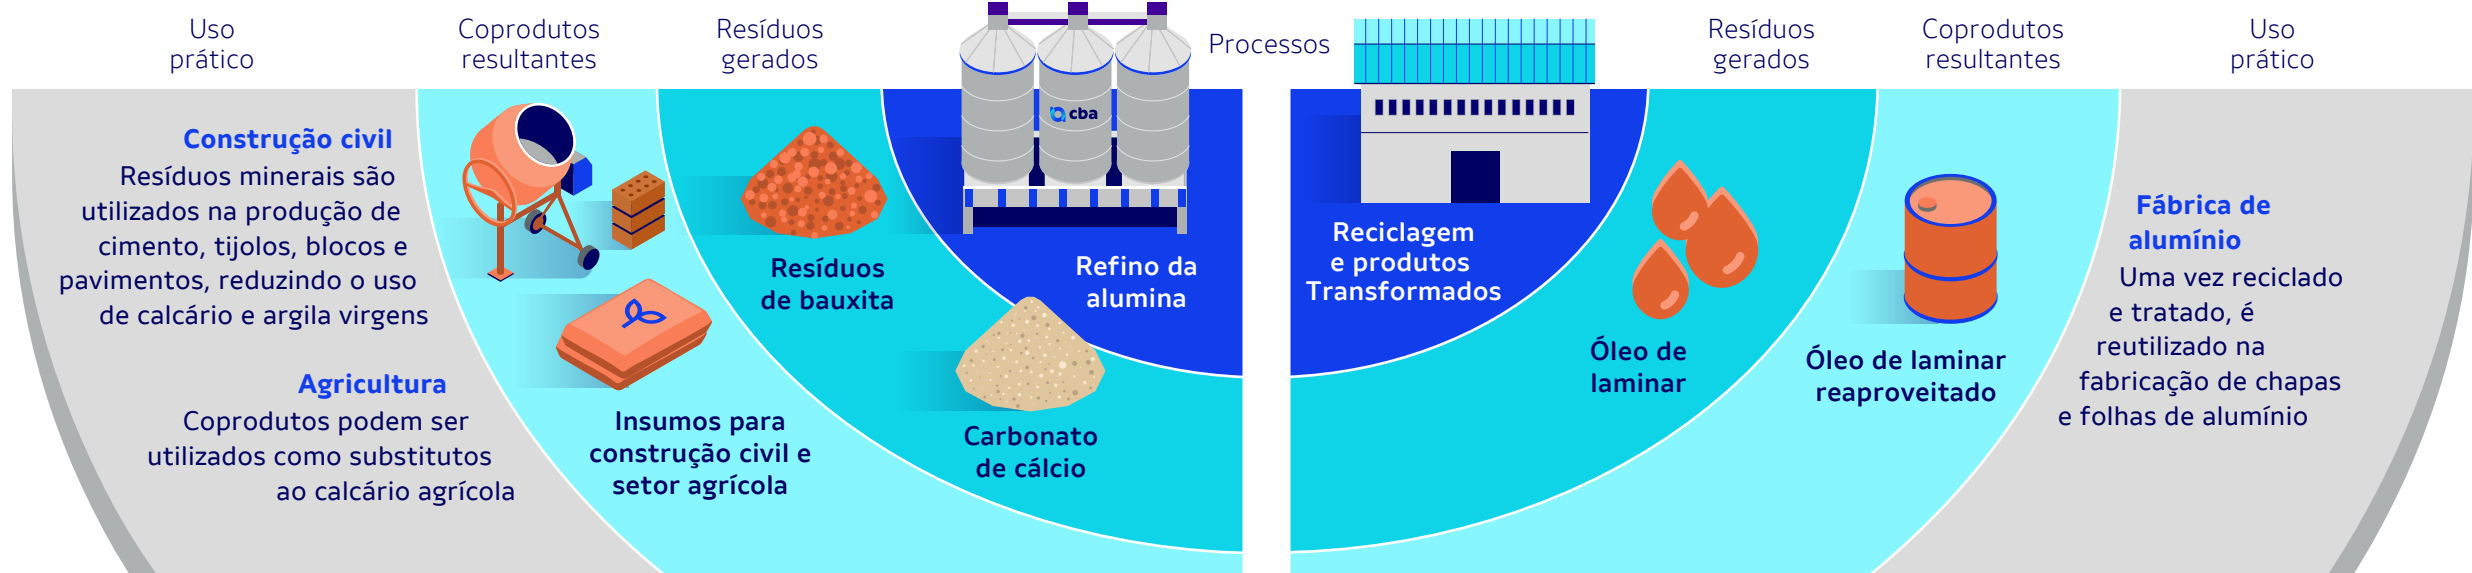 Uso
prático
Coprodutos
resultantes
Resíduos
gerados
Processos
Resíduos
gerados
Coprodutos
resultantes
Uso
prático
Construção civil
Resíduos minerais são
utilizados na produção de
cimento, tijolos, blocos e
pavimentos, reduzindo o uso
de calcário e argila virgens
Agricultura
Coprodutos podem ser
utilizados como substitutos
ao calcário agrícola
Insumos para
construção civil e
setor agrícola
Resíduos
de bauxita
Carbonato
de cálcio
cba
Refino da
alumina
Reciclagem
e produtos
Transformados
Óleo de
laminar
Óleo de laminar
reaproveitado
Fábrica de
alumínio
Uma vez reciclado
e tratado, é
reutilizado na
fabricação de chapas
e folhas de alumínio